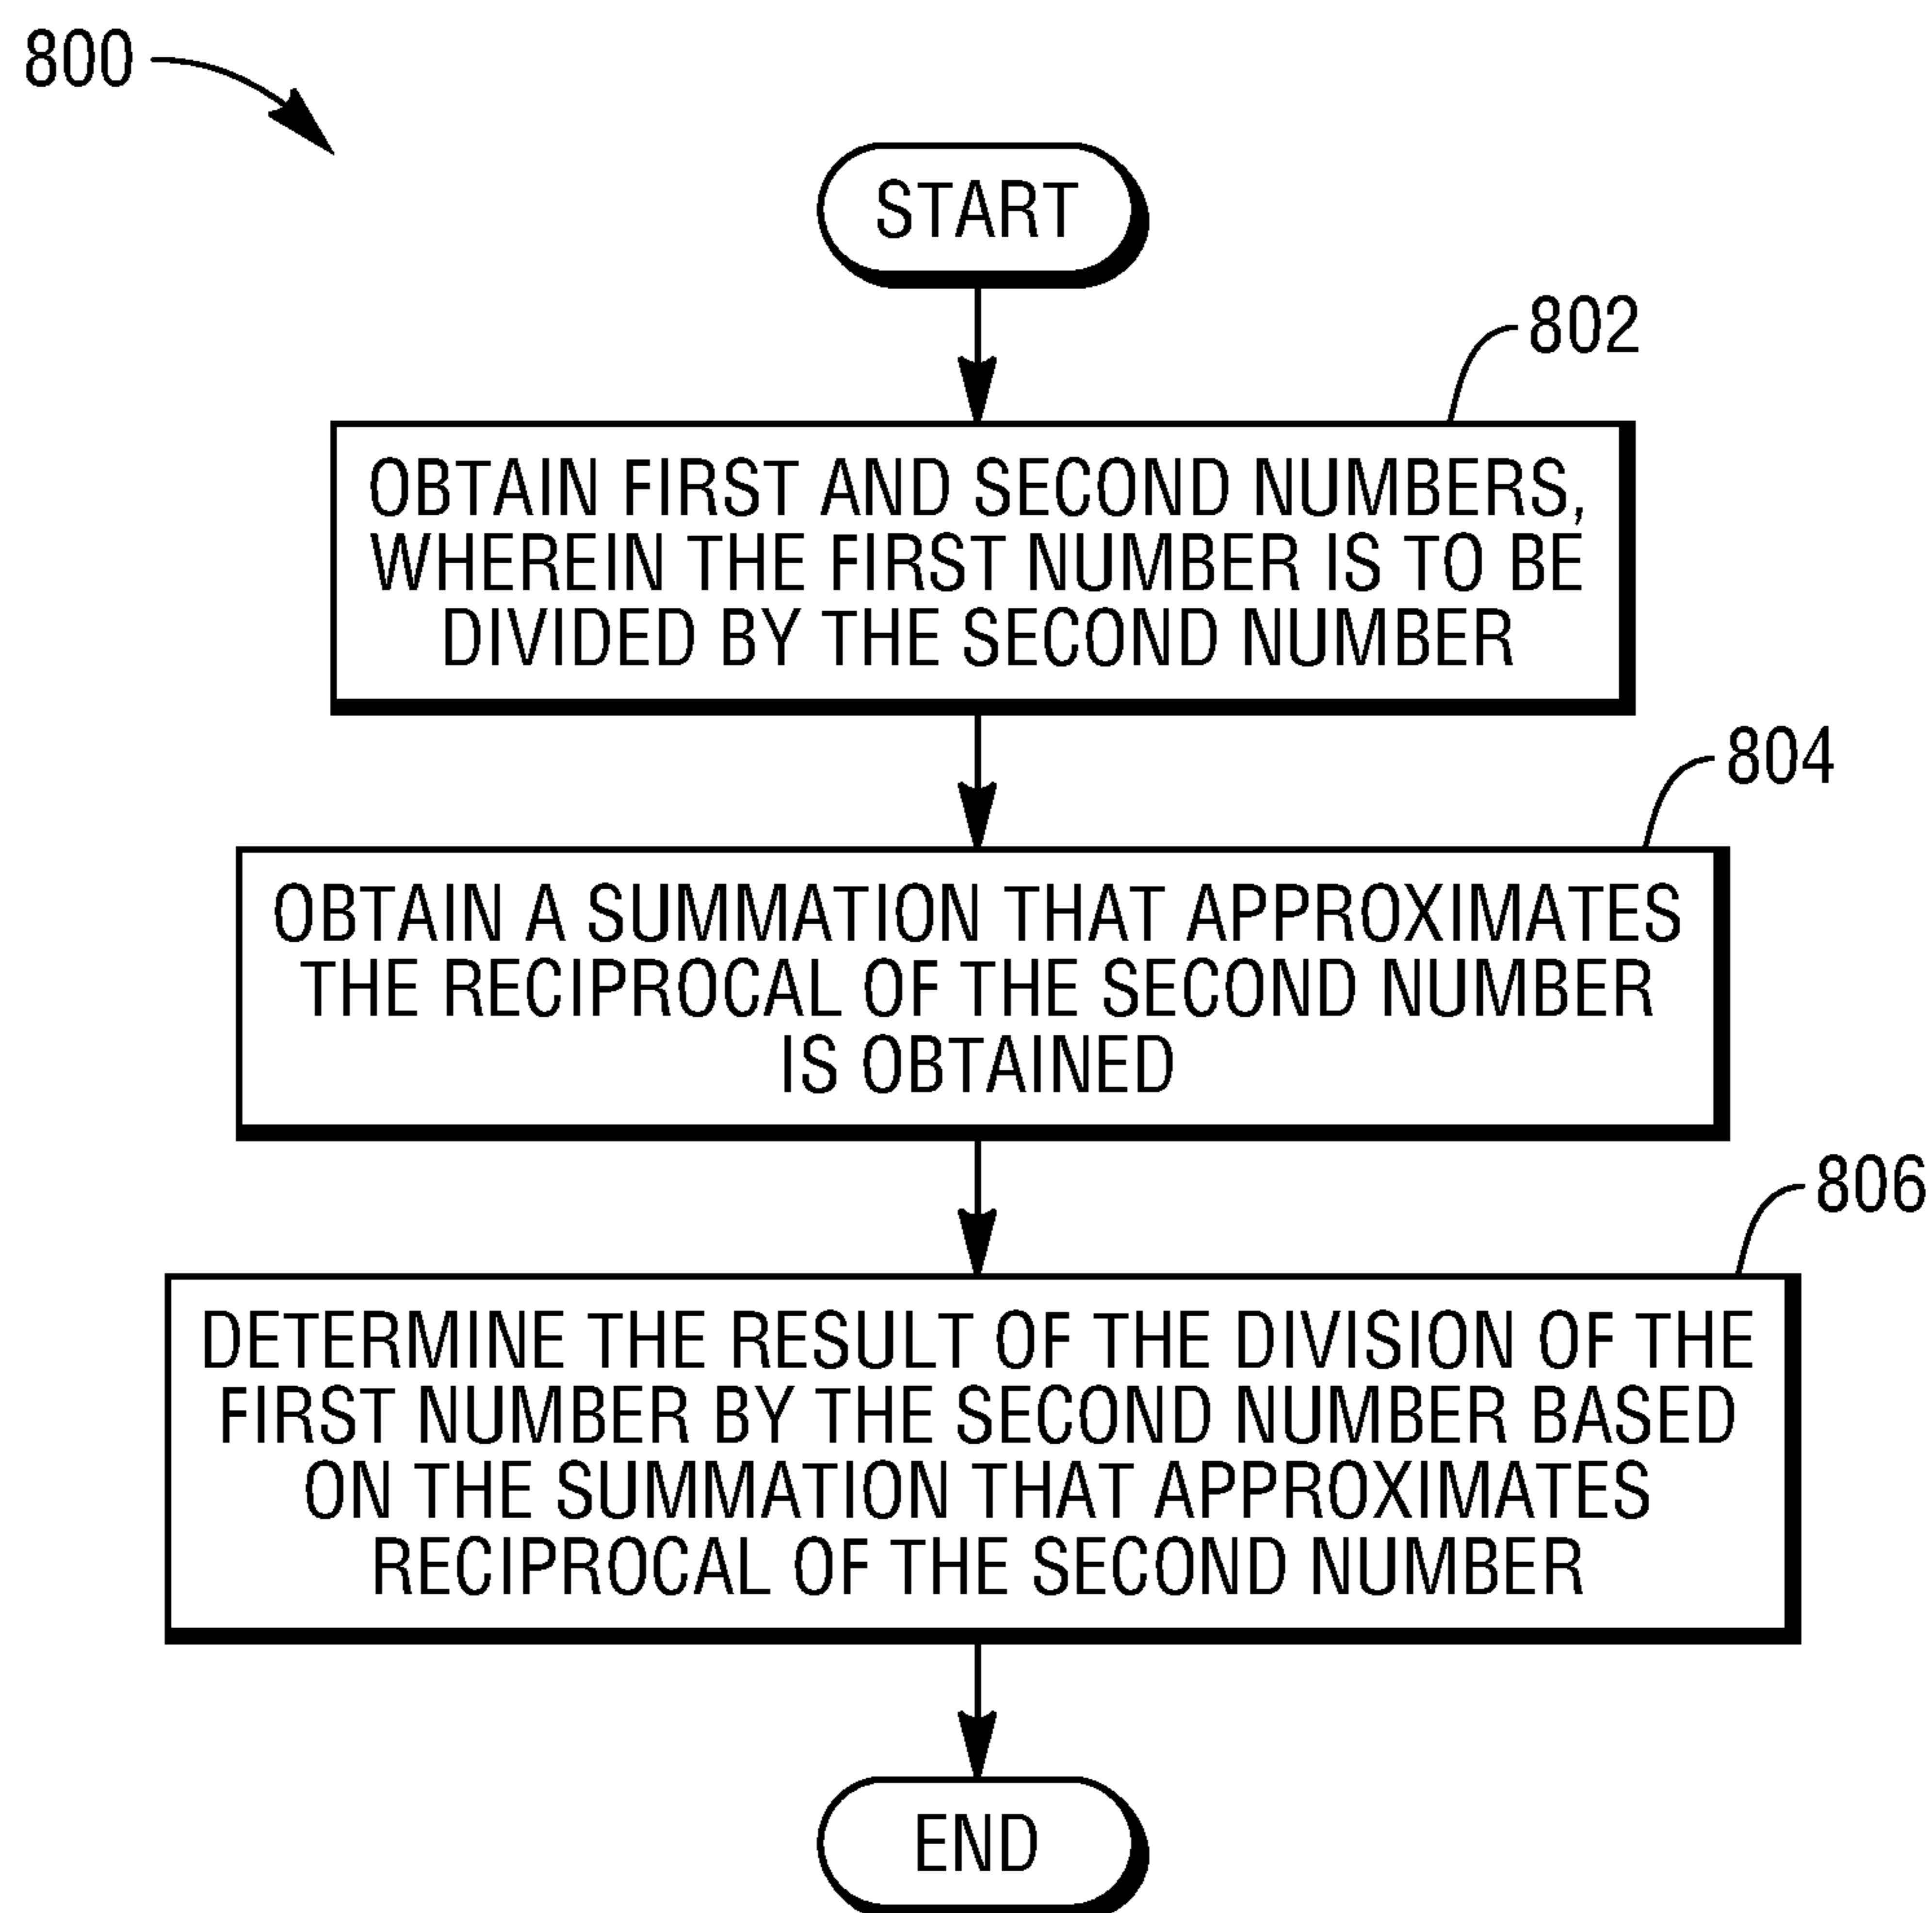 800
START
802
OBTAIN FIRST AND SECOND NUMBERS,
WHEREIN THE FIRST NUMBER IS TO BE
DIVIDED BY THE SECOND NUMBER
804
OBTAIN A SUMMATION THAT APPROXIMATES
THE RECIPROCAL OF THE SECOND NUMBER
IS OBTAINED
806
DETERMINE THE RESULT OF THE DIVISION OF THE
FIRST NUMBER BY THE SECOND NUMBER BASED
ON THE SUMMATION THAT APPROXIMATES
RECIPROCAL OF THE SECOND NUMBER
END